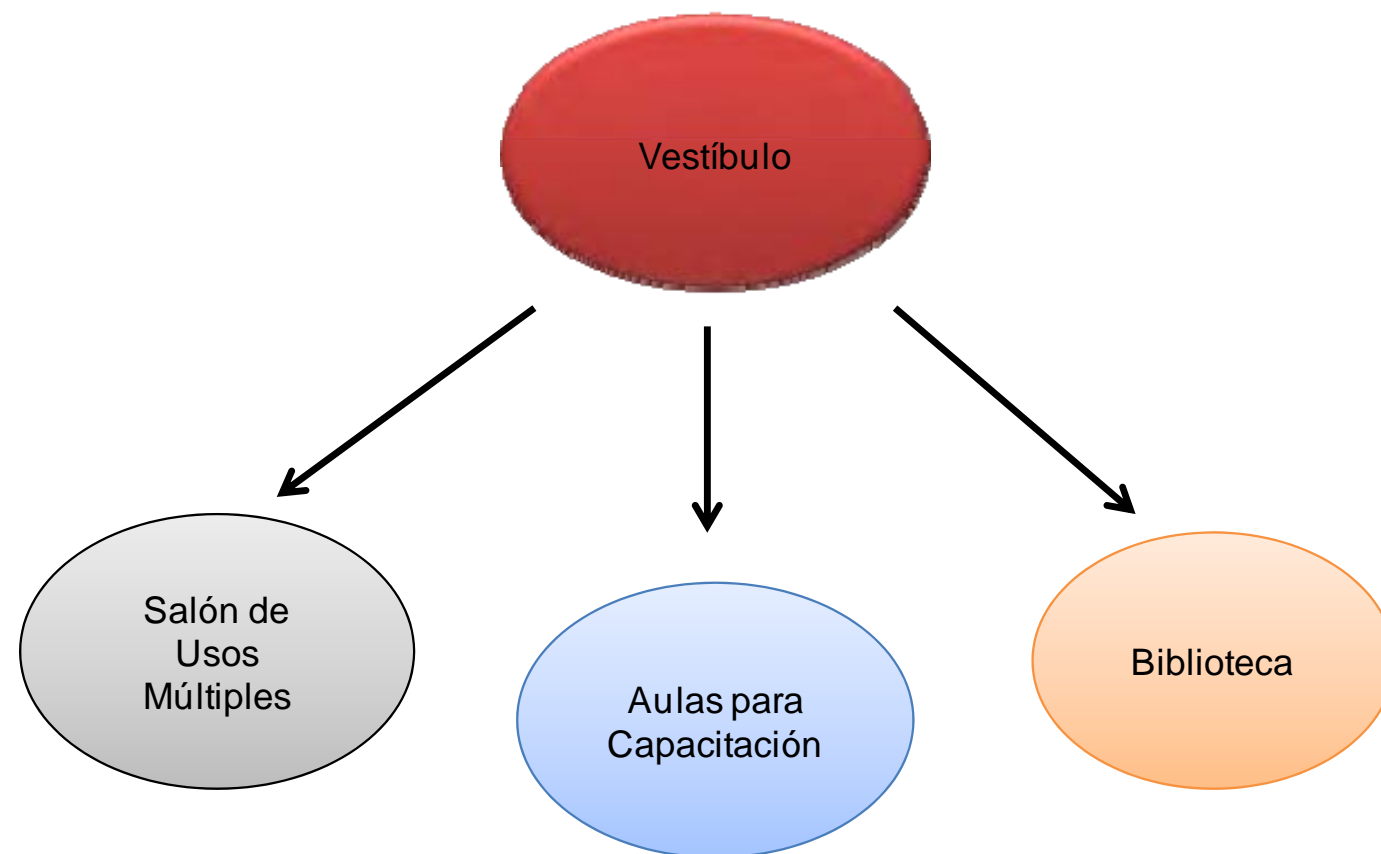 Vestíbulo
Salón de
Usos
Múltiples
Aulas para
Capacitación
Biblioteca